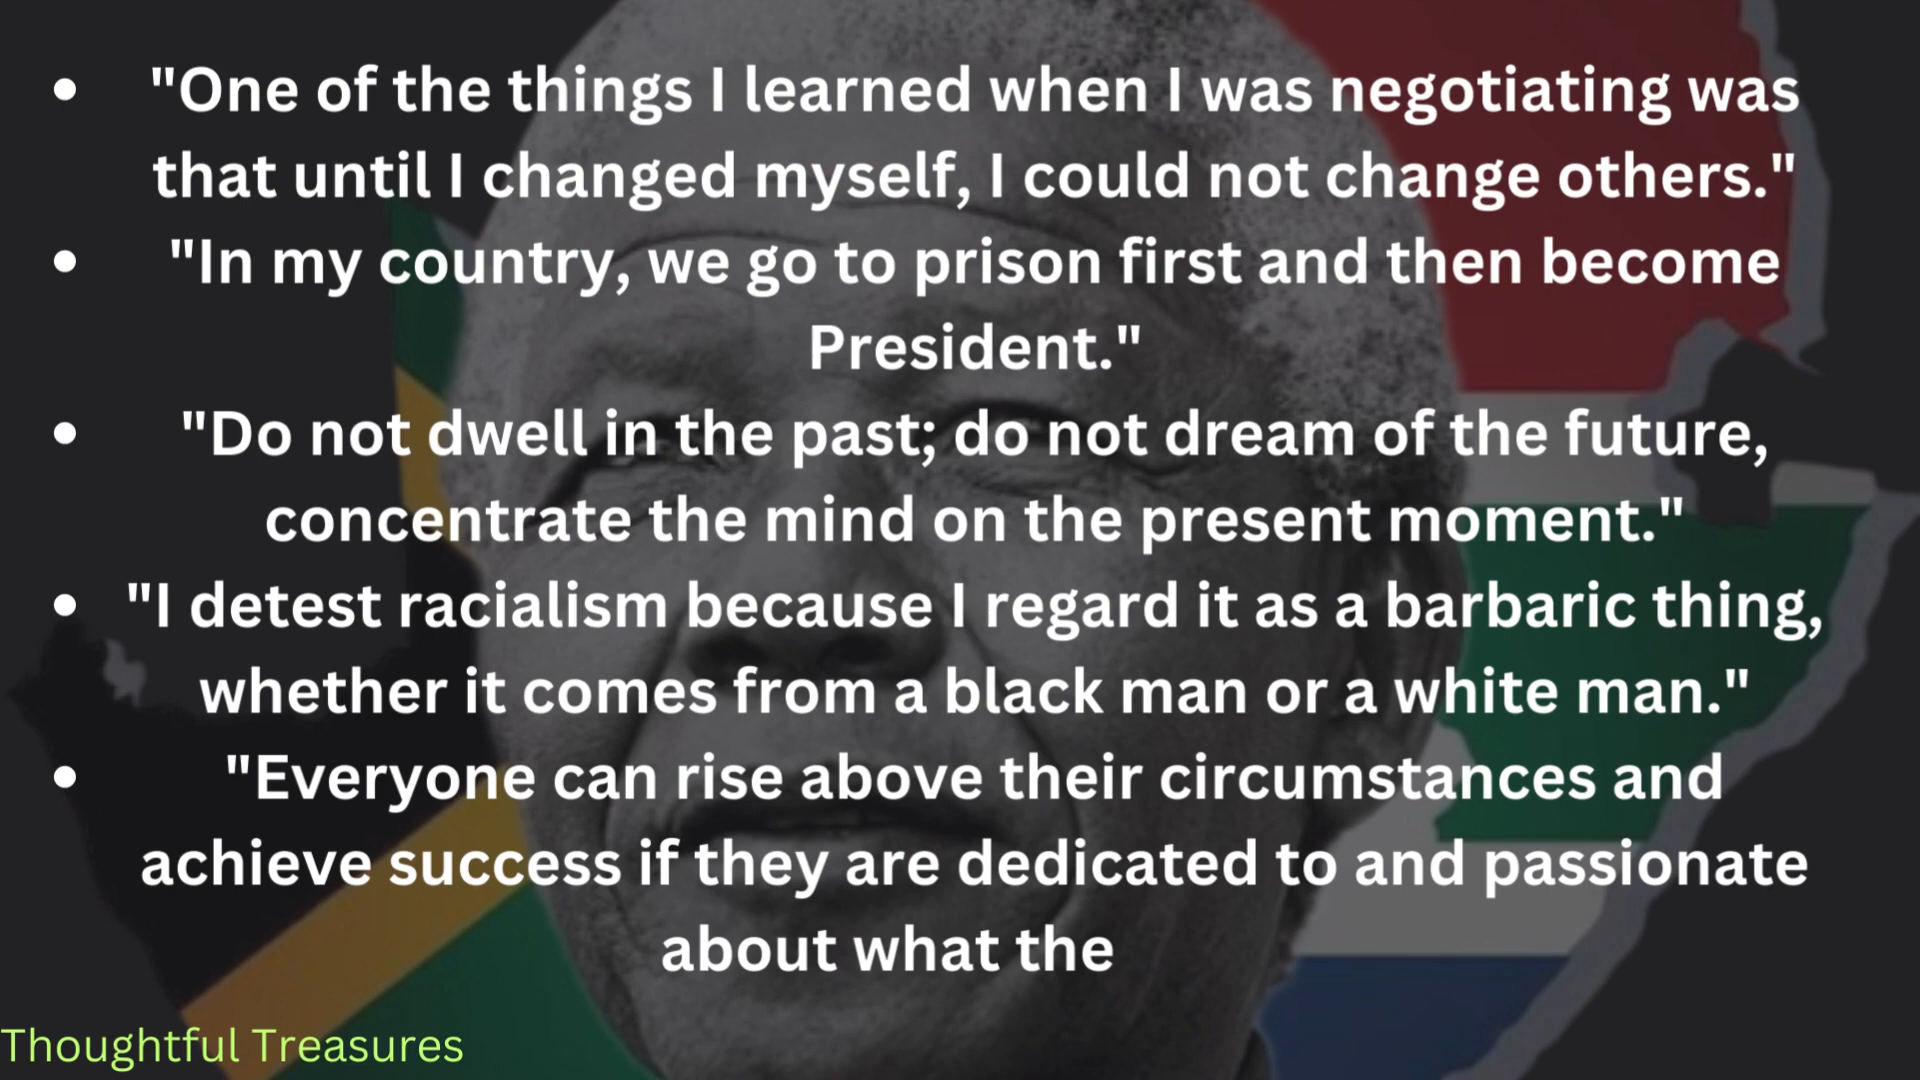 • "One of the things I learned when I was negotiating was
that until I changed myself, I could not change others."
• "In my country, we go to prison first and then become
President."
• "Do not dwell in the past; do not dream of the future,
concentrate the mind on the present moment."
• "I detest racialism because I regard it as a barbaric thing,
whether it comes from a black man or a white man."
• "Everyone can rise above their circumstances and
achieve success if they are dedicated to and passionate
about what the
Thoughtful Treasures